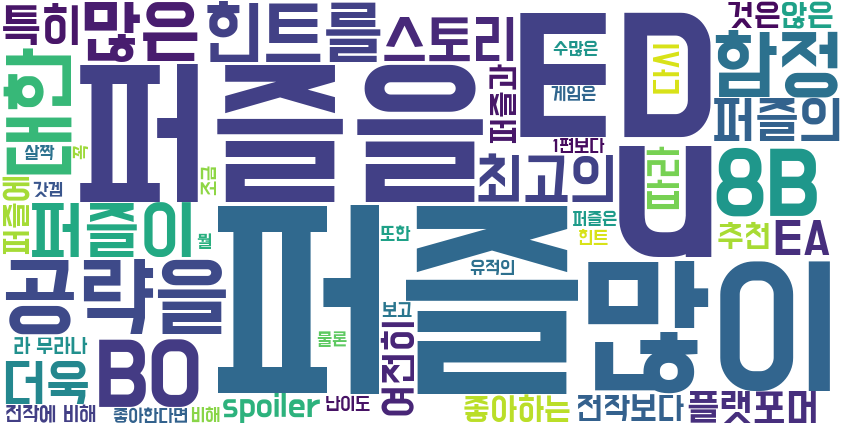 특히
많은
힌트를
스토리
ED
것은
않은
수많은
게임은
함정
대한
퍼즐을
퍼즐과
퍼즐의
살짝
갓겜
1편보다
최고의
따라
8B
퍼즐에
퍼즐이
조금
뭘
또한
퍼즐은
힌트
추천
EA
공략을
퍼즐
유적의
많이
라 무라나
더욱
BO
물론
보고
여전히
전작에 비해
좋아한다면
비해
spoiler
난이도
좋아하는
전작보다
플랫포머